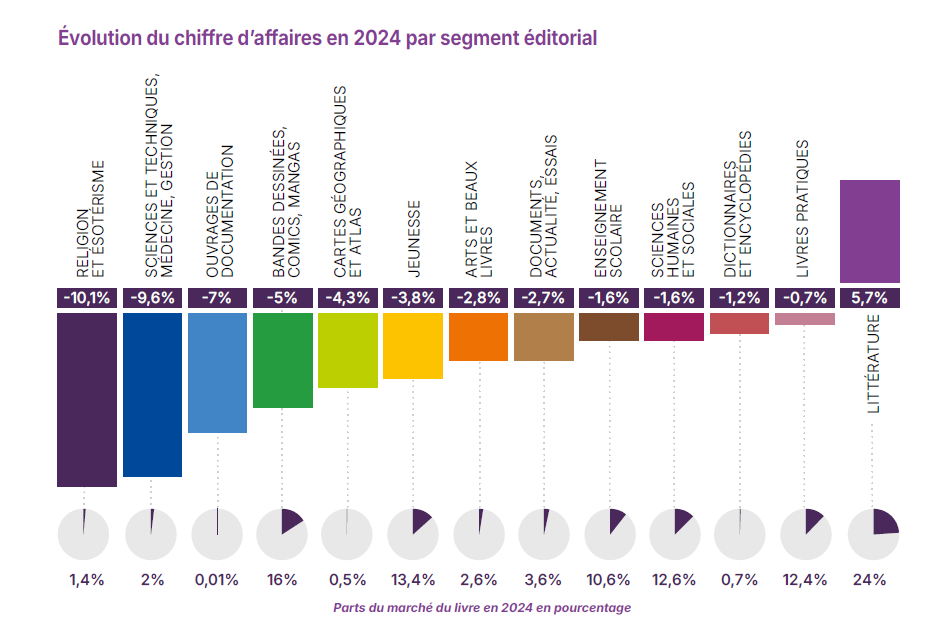 Évolution du chiffre d’affaires en 2024 par segment éditorial
RELIGION
ET ÉSOTÉRISME
SCIENCES ET TECHNIQUES,
MÉDECINE, GESTION
OUVRAGES DE
DOCUMENTATION
BANDES DESSINÉES,
COMICS, MANGAS
CARTES GÉOGRAPHIQUES
ET ATLAS
JEUNESSE
ARTS ET BEAUX
LIVRES
DOCUMENTS,
ACTUALITÉ, ESSAIS
ENSEIGNEMENT
SCOLAIRE
SCIENCES
HUMAINES
ET SOCIALES
DICTIONNAIRES
ET ENCYCLOPÉDIES
LIVRES PRATIQUES
-10,1% -9,6% -7% -5% -4,3% -3,8% -2,8% -2,7% -1,6% -1,6% -1,2% -0,7% 5,7%
LITTÉRATURE
1,4% 2% 0,01% 16% 0,5% 13,4% 2,6% 3,6% 10,6% 12,6% 0,7% 12,4% 24%
Parts du marché du livre en 2024 en pourcentage